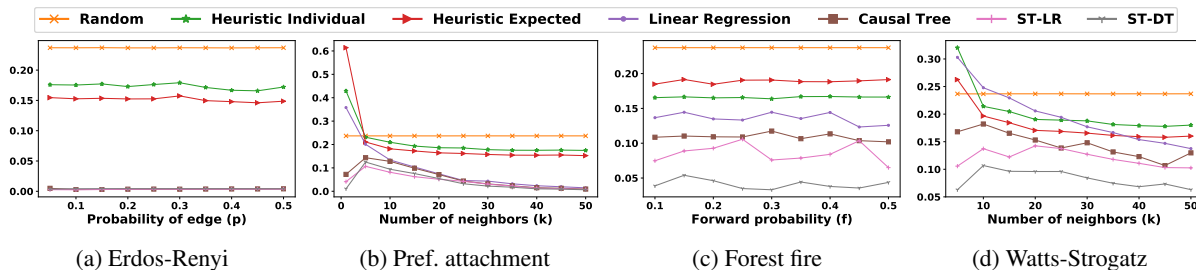 Random Heuristic Individual Heuristic Expected Linear Regression Causal Tree ST-LR ST-DT
0.20
0.15
0.10
0.05
0.00
0.1 0.2 0.3 0.4 0.5
Probability of edge (p)
(a) Erdos-Renyi
0.6
0.5
0.4
0.3
0.2
0.1
0.0
0 10 20 30 40 50
Number of neighbors (k)
(b) Pref. attachment
0.20
0.15
0.10
0.05
0.1 0.2 0.3 0.4 0.5
Forward probability (f)
(c) Forest fire
0.30
0.25
0.20
0.15
0.10
0.05
10 20 30 40 50
Number of neighbors (k)
(d) Watts-Strogatz